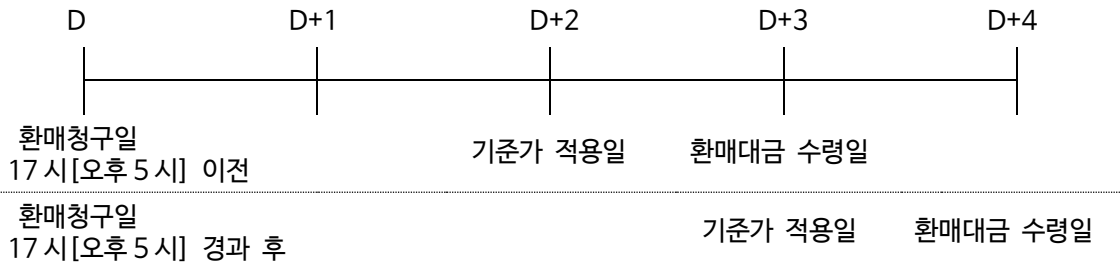 D D+1 D+2 D+3 D+4
환매청구일
17시[오후 5시] 이전
기준가 적용일 환매대금 수령일
환매청구일
17시[오후 5시] 경과 후
기준가 적용일 환매대금 수령일